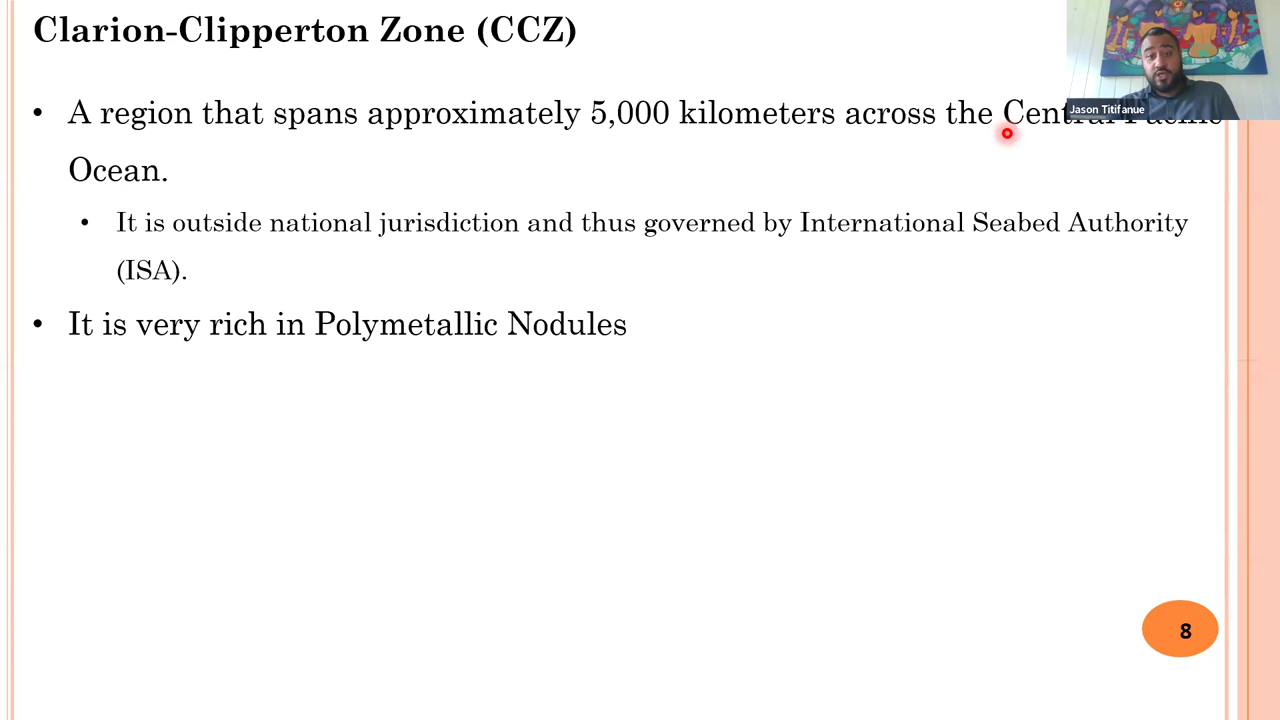 Clarion-Clipperton Zone (CCZ)
• A region that spans approximately 5,000 kilometers across the Central Pacific
Ocean.
• It is outside national jurisdiction and thus governed by International Seabed Authority
(ISA).
• It is very rich in Polymetallic Nodules
Jason Titifanue
8